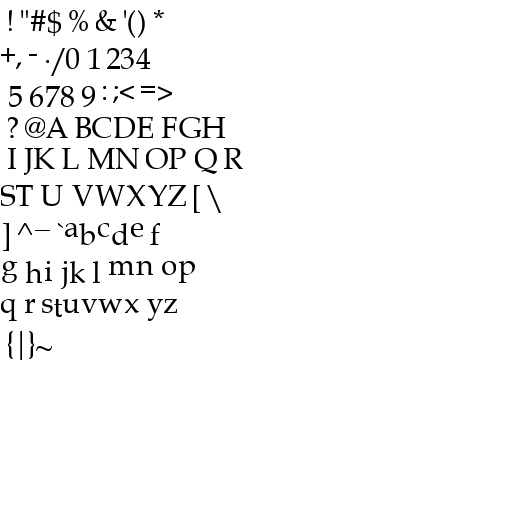 ! "#$ % & '() *
+, - ./0 1 234
5 678 9 : ;< =>
? @A BCDE FGH
I JK L MN OP Q R
ST U VWXYZ [ \
] ^_ `abcde f
g hi jk l mn op
q r stuvwx yz
{|}~